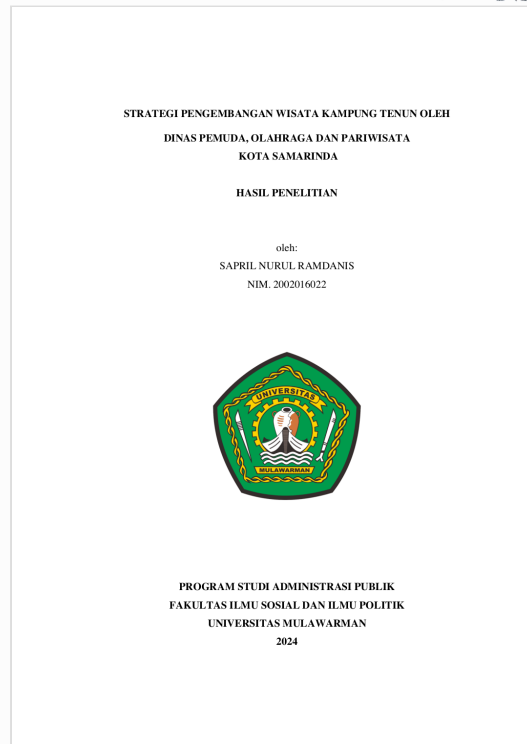 STRATEGI PENGEMBANGAN WISATA KAMPUNG TENUN OLEH
DINAS PEMUDA, OLAHRAGA DAN PARIWISATA
KOTA SAMARINDA
HASIL PENELITIAN
oleh:
SAPRIL NURUL RAMDANIS
NIM. 2002016022
UNIVERSITAS
MULAWARMAN
PROGRAM STUDI ADMINISTRASI PUBLIK
FAKULTAS ILMU SOSIAL DAN ILMU POLITIK
UNIVERSITAS MULAWARMAN
2024